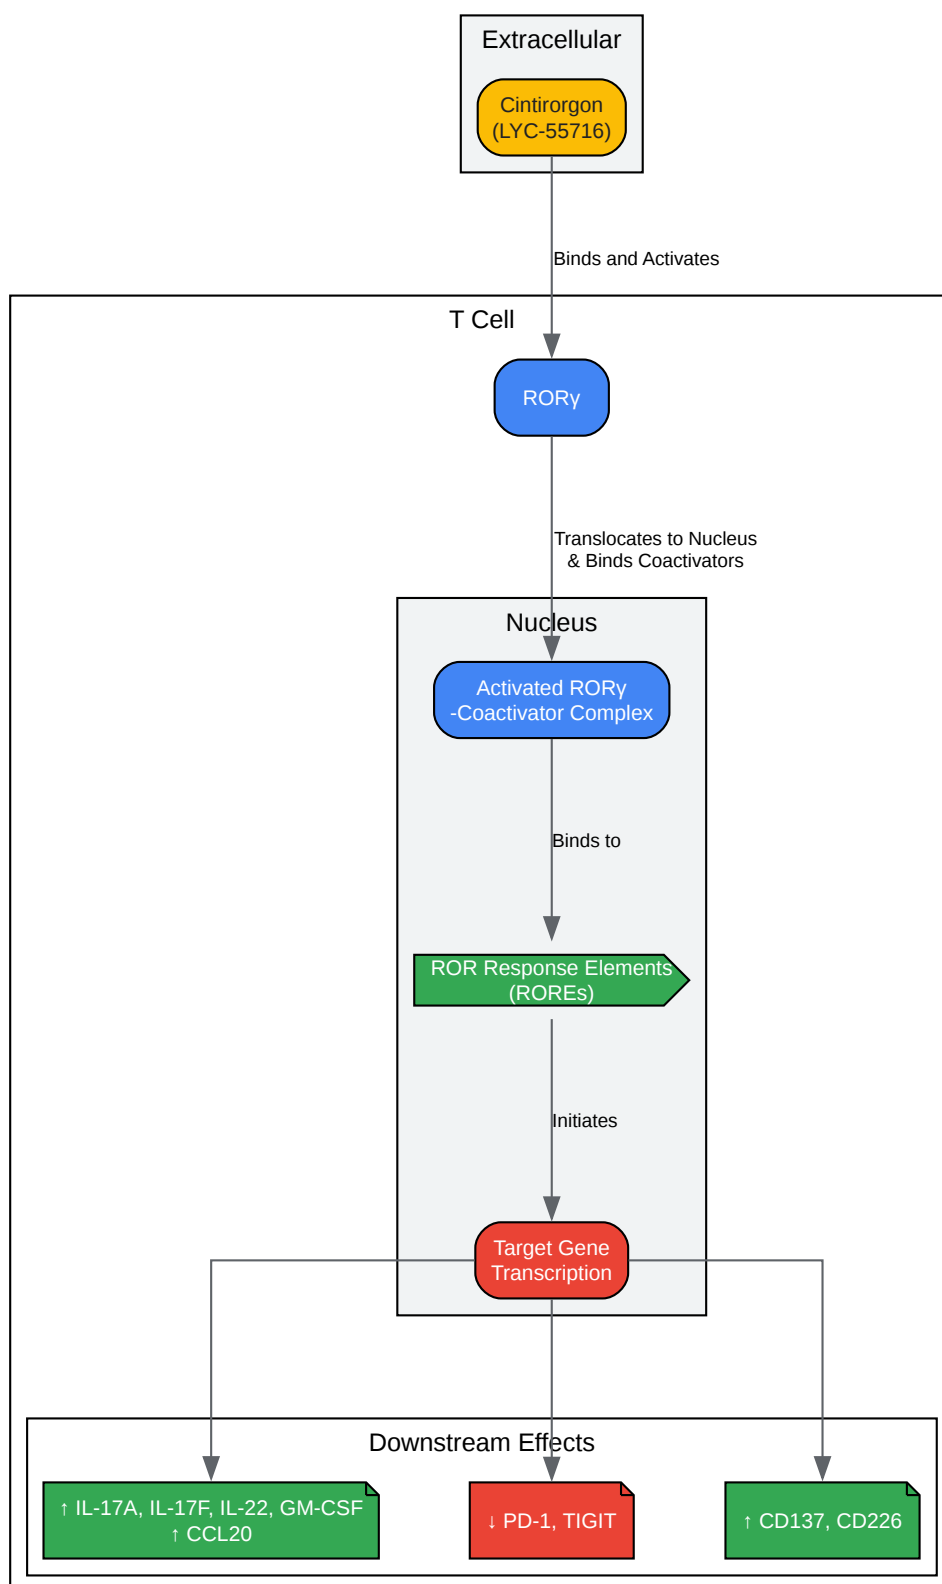 Extracellular
Cintirorgon
(LYC-55716)
Binds and Activates
T Cell
RORγ
Translocates to Nucleus
& Binds Coactivators
Nucleus
Activated RORγ
-Coactivator Complex
Binds to
ROR Response Elements
(ROREs)
Initiates
Target Gene
Transcription
Downstream Effects
↑ IL-17A, IL-17F, IL-22, GM-CSF
↑ CCL20
↓ PD-1, TIGIT
↑ CD137, CD226